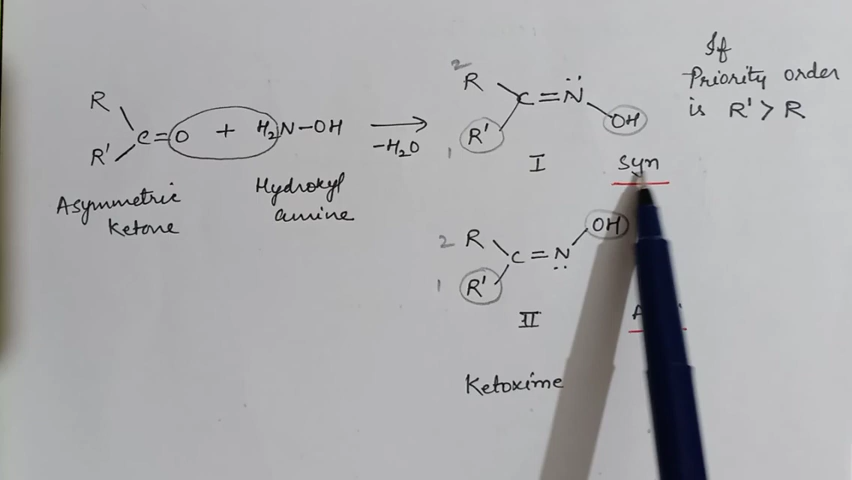 R
R'
C=O + H₂N-OH
-H₂O
Asymmetric
ketone
Hydroxyl
amine
2 R
1 R'
C=N̈
OH
I
syn
2 R
1 R'
C=N
OH
II
Ketoxime
If
Priority order
is R' > R